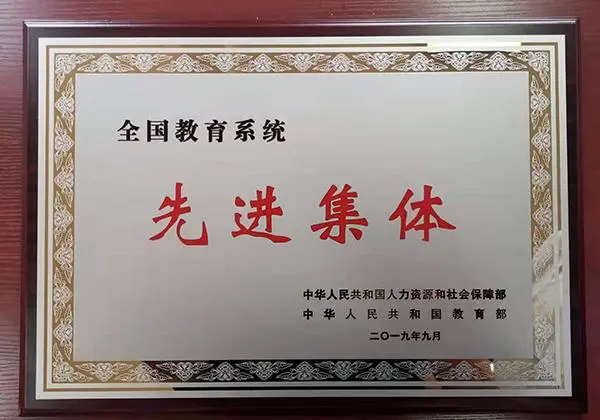 全国教育系统
先进集体
中华人民共和国人力资源和社会保障部
中华人民共和国教育部
二〇一九年九月